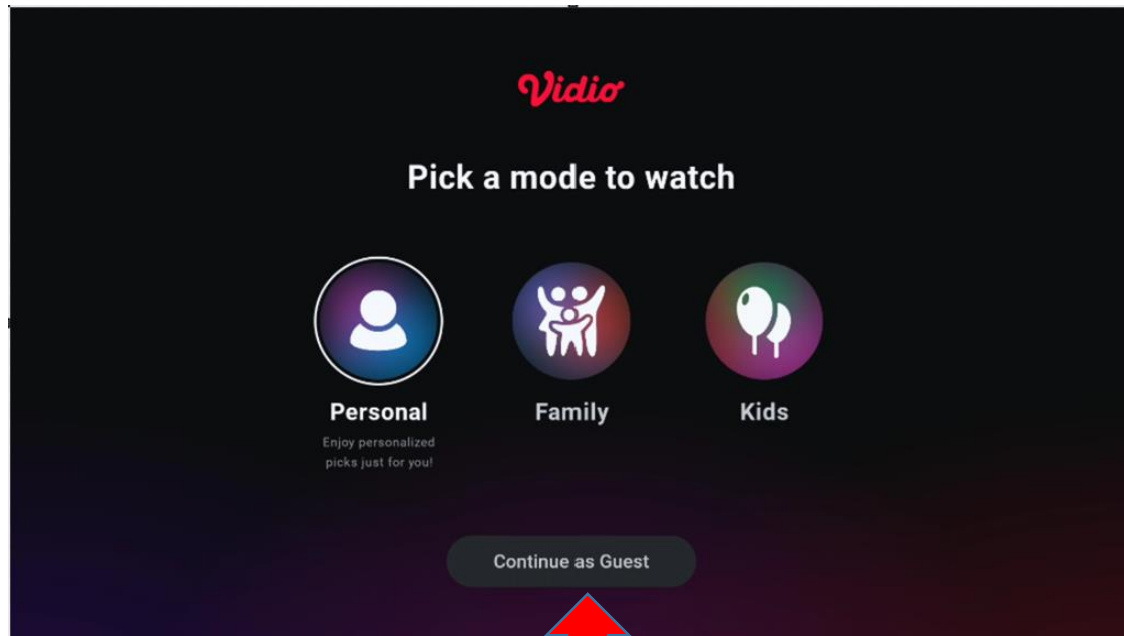 Vidio
Pick a mode to watch
Personal
Family
Kids
Enjoy personalized
picks just for you!
Continue as Guest